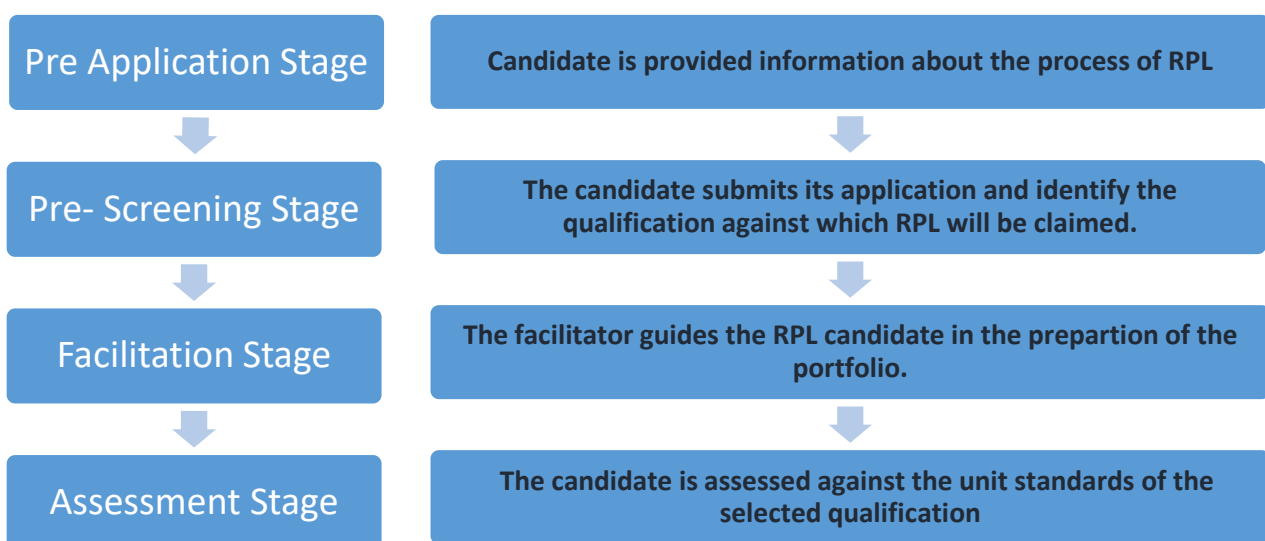 Pre Application Stage
Candidate is provided information about the process of RPL
Pre- Screening Stage
The candidate submits its application and identify the
qualification against which RPL will be claimed.
Facilitation Stage
The facilitator guides the RPL candidate in the prepartion of the
portfolio.
Assessment Stage
The candidate is assessed against the unit standards of the
selected qualification